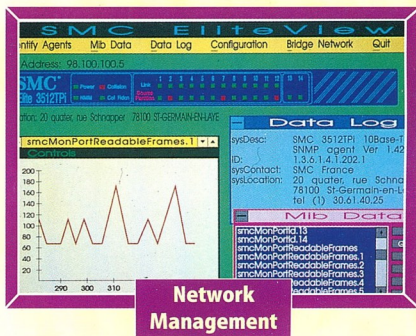 SMC EliteView
ntify Agents Mib Data Data Log Configuration Bridge Network Quit
Address: 98.100.100.5
SMC
Elite 3512TPi
Power Collision Link 1 2 3 4 5 6 7 8 9 10 11 12 13 14
ation: 20 quater, rue Schnapper 78100 ST-GERMAIN-EN-LAYE
smcMonPortReadableFrames.1
Controls
200
180
160
140
120
100
80
60
40
20
290 300 310
Data Log
sysDesc: SMC 3512TPi 10Base-T
SNMP agent Ver 1.42
ID: 1.3.6.1.4.1.202.1
sysContact: SMC France
sysLocation: 20 quater, rue Schna
78100 St-Germain-en-L
tel (1) 30.61.40.25
Mib Data
smcMonPortId.13
smcMonPortId.14
smcMonPortReadableFrames
smcMonPortReadableFrames.1
smcMonPortReadableFrames.2
smcMonPortReadableFrames.3
smcMonPortReadableFrames.4
smcMonPortReadableFrames.5
Network
Management